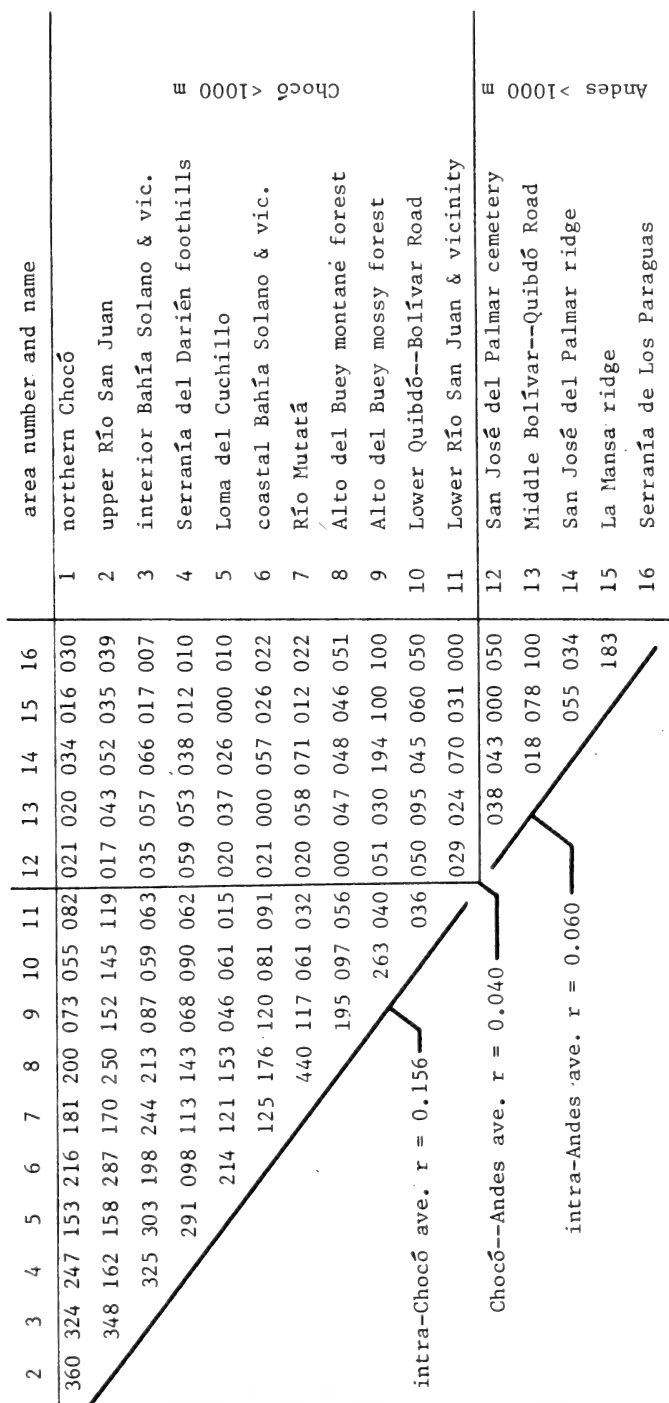 2 3 4 5 6 7 8 9 10 11 12 13 14 15 16 area number and name
360 324 247 153 216 181 200 073 055 082 021 020 034 016 030 1 northern Chocó
348 162 158 287 170 250 152 145 119 017 043 052 035 039 2 upper Río San Juan
325 303 198 244 213 087 059 063 035 057 066 017 007 3 interior Bahía Solano & vic.
291 098 113 143 068 090 062 059 053 038 012 010 4 Serranía del Darién foothills
214 121 153 046 061 015 020 037 026 000 010 5 Loma del Cuchillo
125 176 120 081 091 021 000 057 026 022 6 coastal Bahía Solano & vic.
440 117 061 032 020 058 071 012 022 7 Río Mutatá
195 097 056 000 047 048 046 051 8 Alto del Buey montané forest
263 040 051 030 194 100 100 9 Alto del Buey mossy forest
036 050 095 045 060 050 10 Lower Quibdó--Bolívar Road
029 024 070 031 000 11 Lower Río San Juan & vicinity
Chocó <1000 m
038 043 000 050 12 San José del Palmar cemetery
018 078 100 13 Middle Bolívar--Quibdó Road
055 034 14 San José del Palmar ridge
183 15 La Mansa ridge
16 Serranía de Los Paraguas
Andes >1000 m
intra-Chocó ave. r = 0.156
Chocó--Andes ave. r = 0.040
intra-Andes ave. r = 0.060